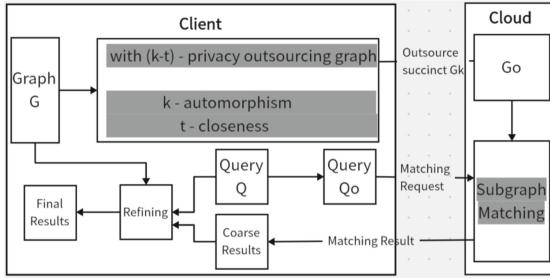 Client
Cloud
Graph
G
with (k-t) - privacy outsourcing graph
k - automorphism
t - closeness
Outsource
succinct Gk
Go
Query
Q
Query
Qo
Matching
Request
Subgraph
Matching
Final
Results
Refining
Coarse
Results
Matching Result